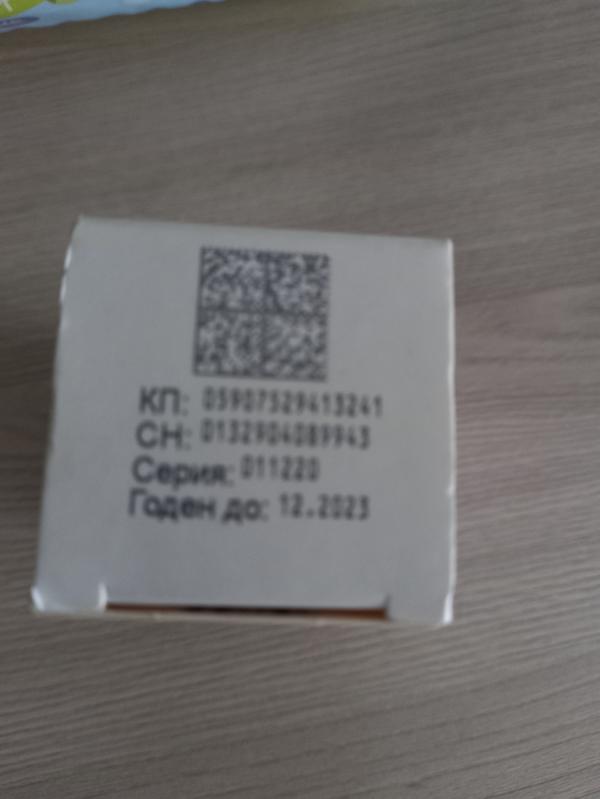 КП: 05907529413241
СН: 0132904089943
Серия: 011220
Годен до: 12.2023